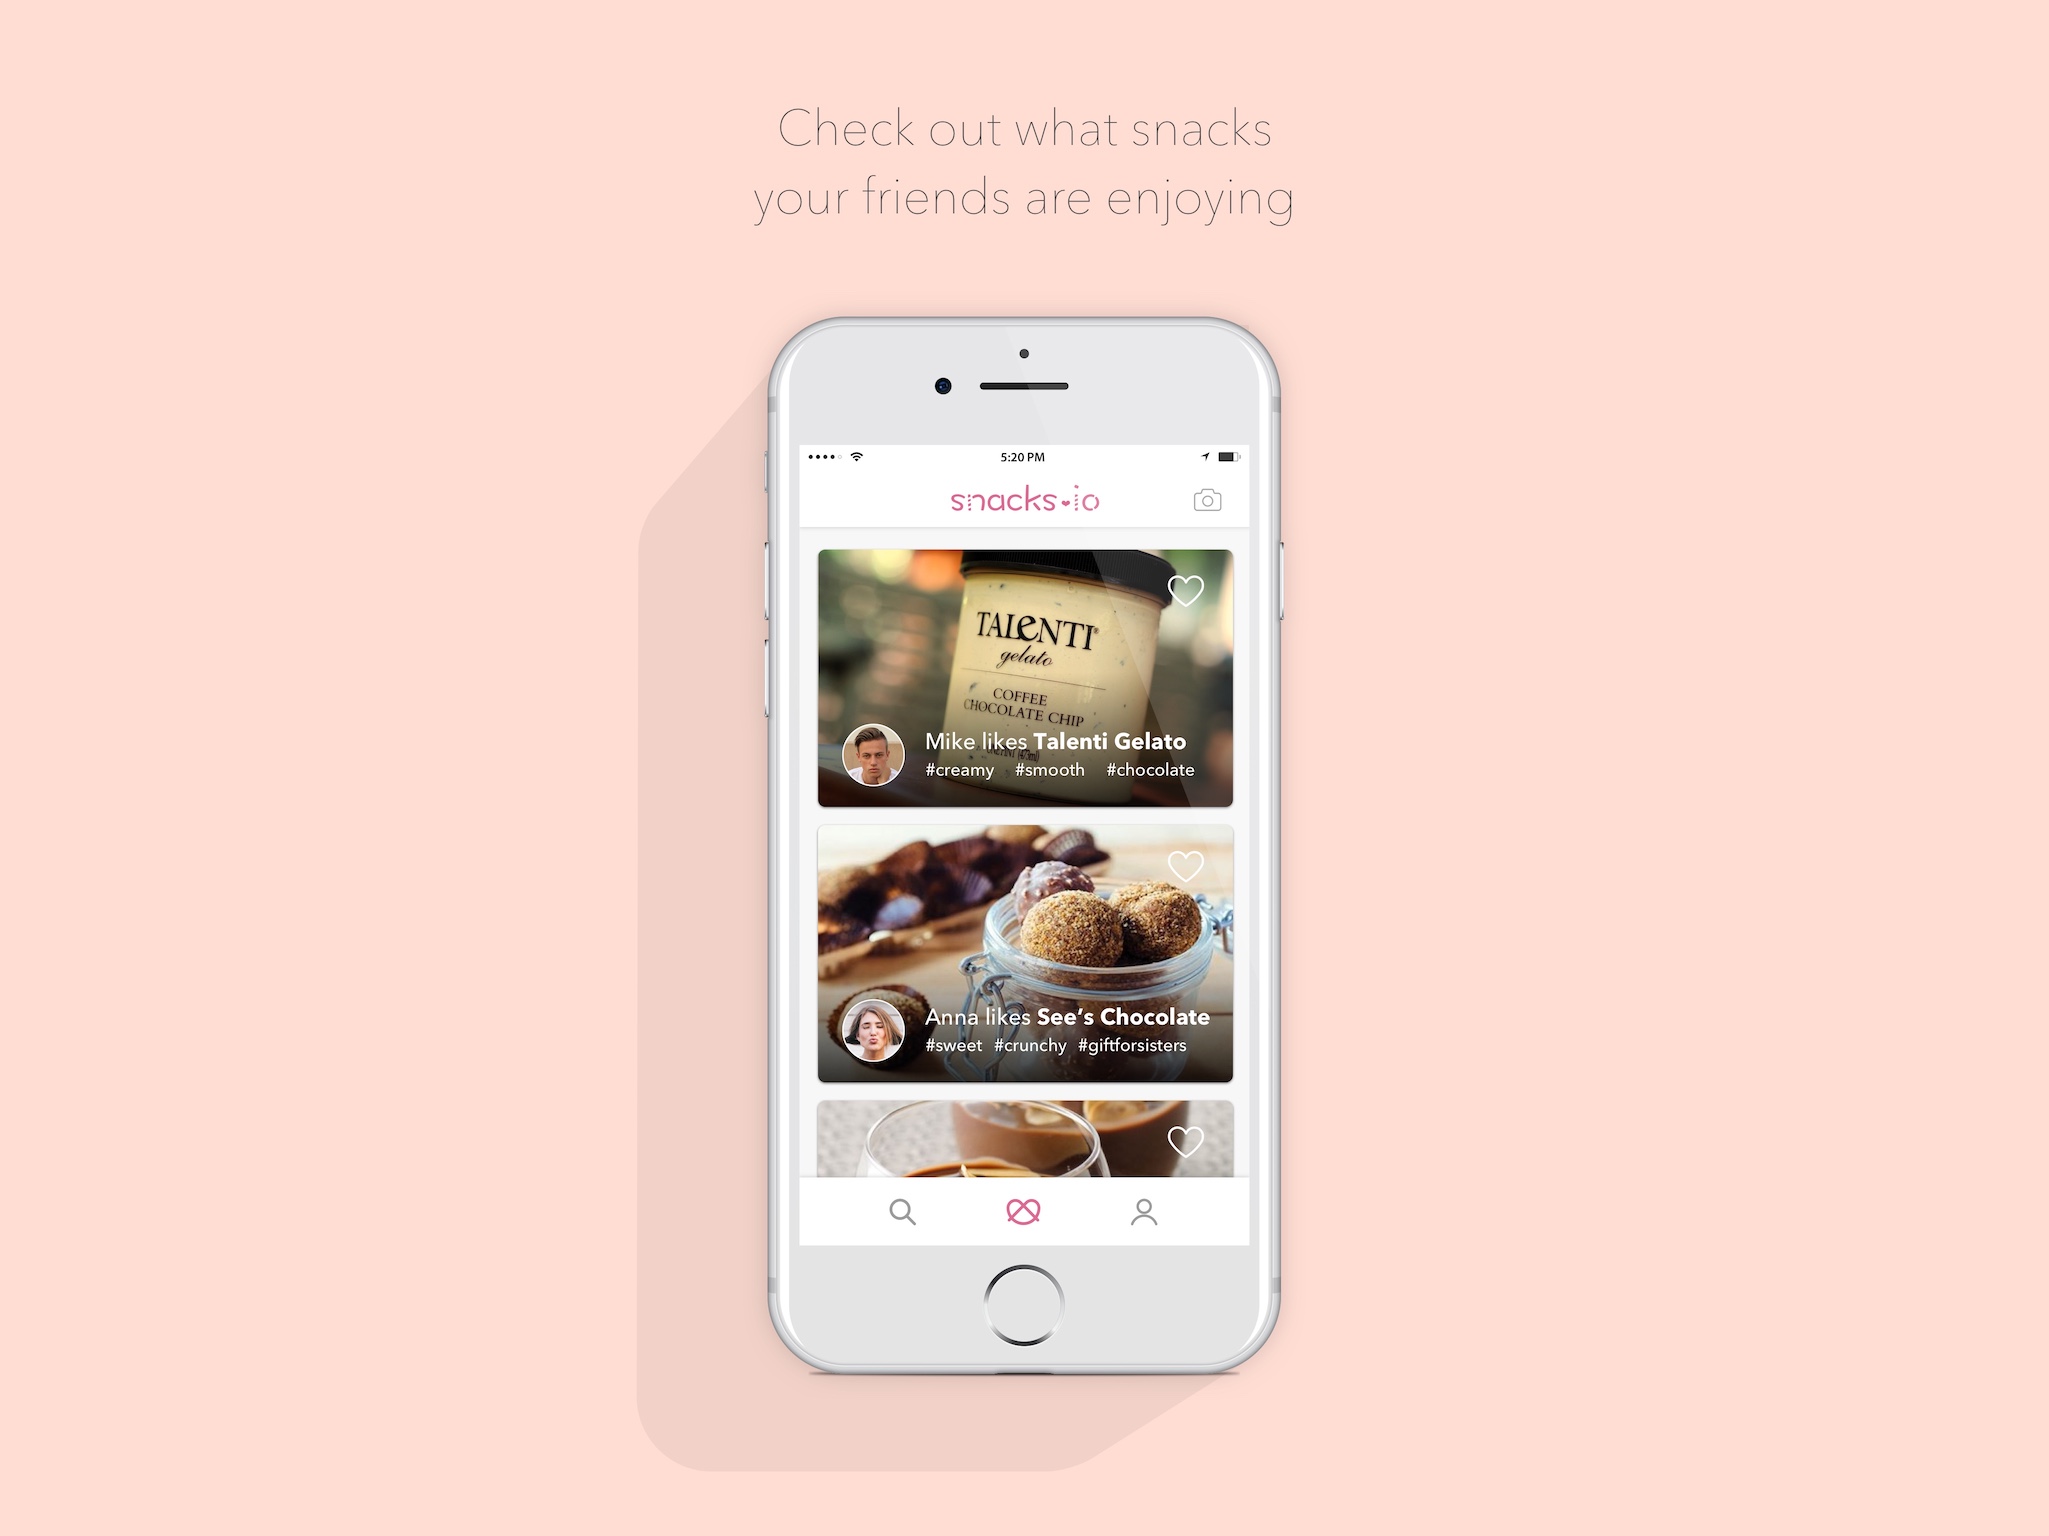 Check out what snacks
your friends are enjoying
5:20 PM
snacks.io
TALENTI®
gelato
COFFEE
CHOCOLATE CHIP
Mike likes Talenti Gelato
#creamy #smooth #chocolate
Anna likes See's Chocolate
#sweet #crunchy #giftforsisters